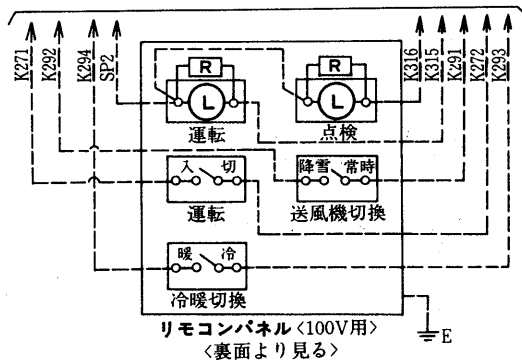 K271
K292
K294
SP2
K316
K315
K291
K272
K293
R
L
運転
R
L
点検
入 切
運転
降雪 常時
送風機切換
暖 冷
冷暖切換
リモコンパネル〈100V用〉
〈裏面より見る〉
E